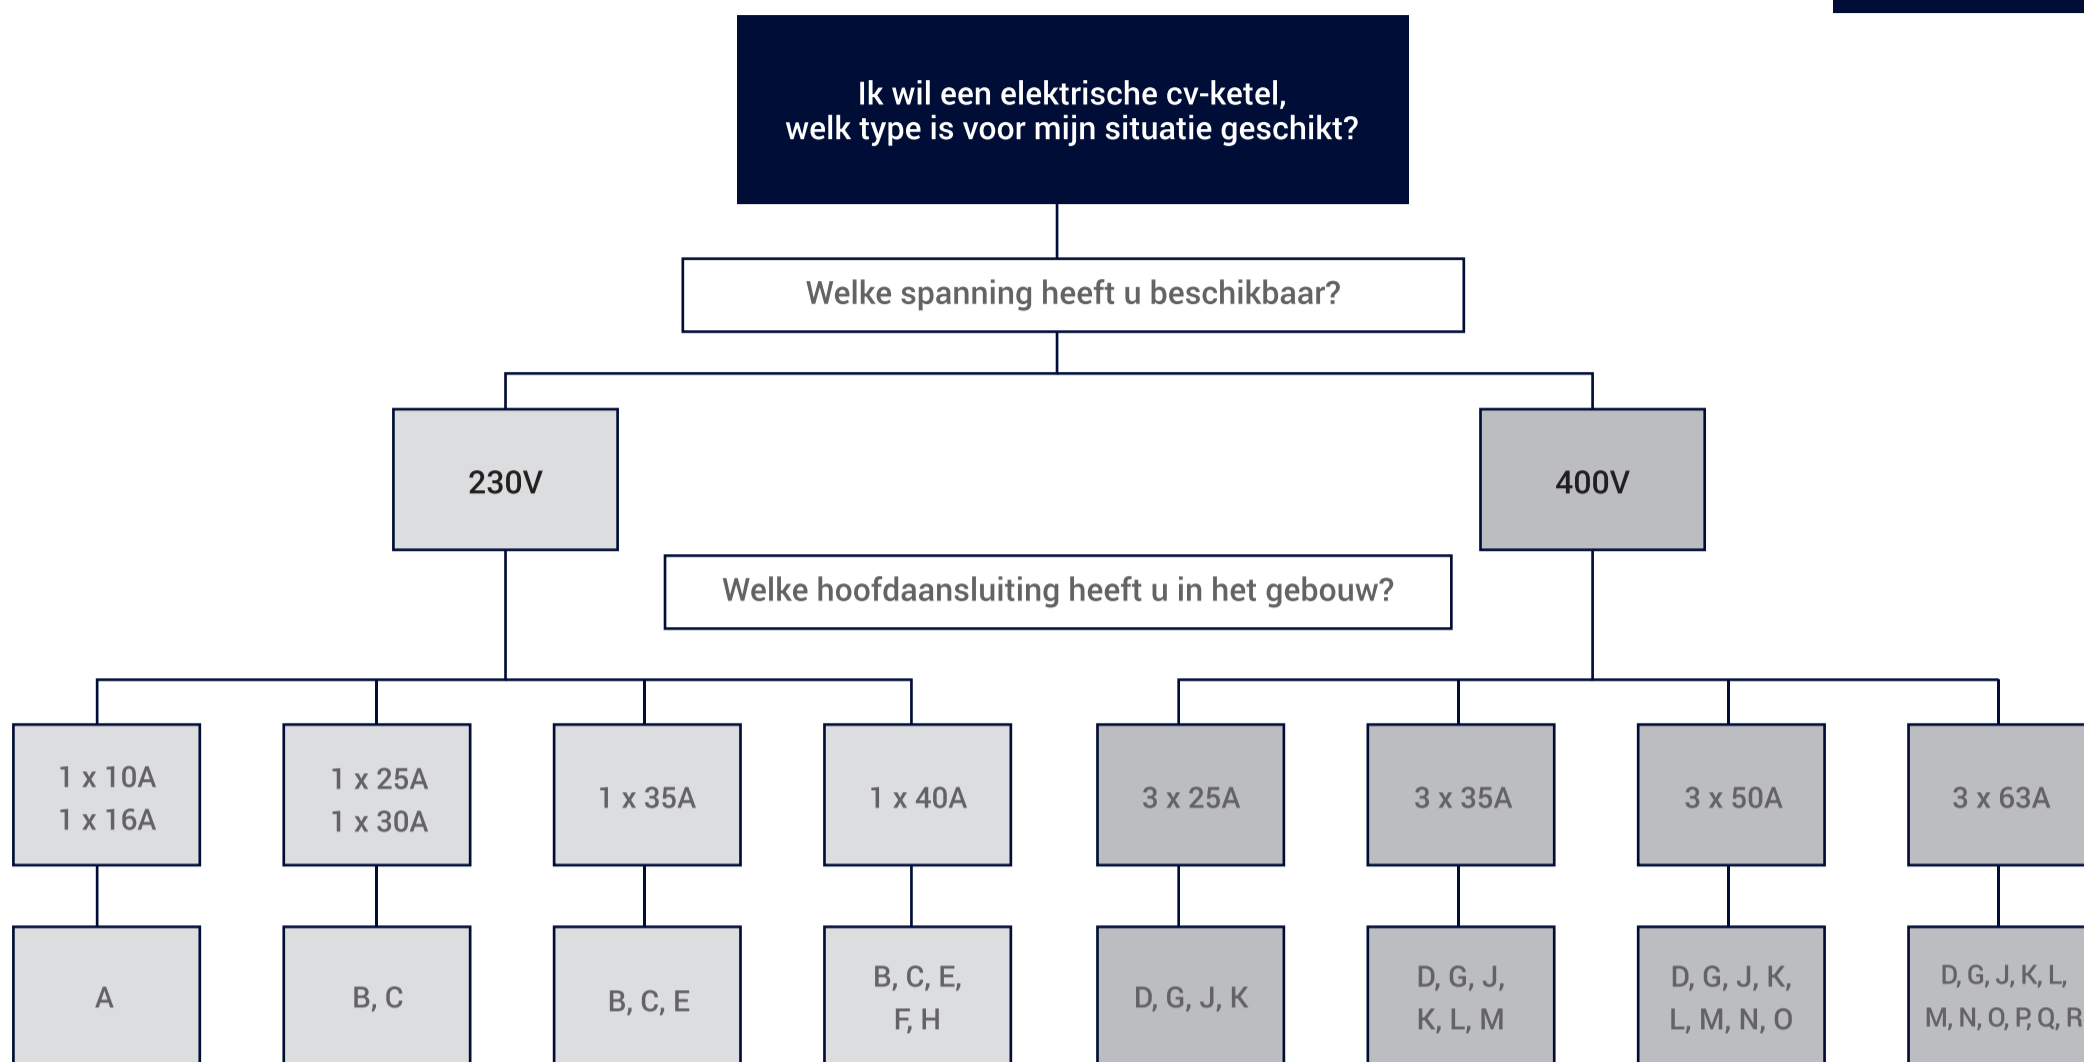 Ik wil een elektrische cv-ketel,
welk type is voor mijn situatie geschikt?
Welke spanning heeft u beschikbaar?
230V
400V
Welke hoofdaansluiting heeft u in het gebouw?
1 x 10A
1 x 16A
1 x 25A
1 x 30A
1 x 35A
1 x 40A
3 x 25A
3 x 35A
3 x 50A
3 x 63A
A
B, C
B, C, E
B, C, E,
F, H
D, G, J, K
D, G, J,
K, L, M
D, G, J, K,
L, M, N, O
D, G, J, K, L,
M, N, O, P, Q, R